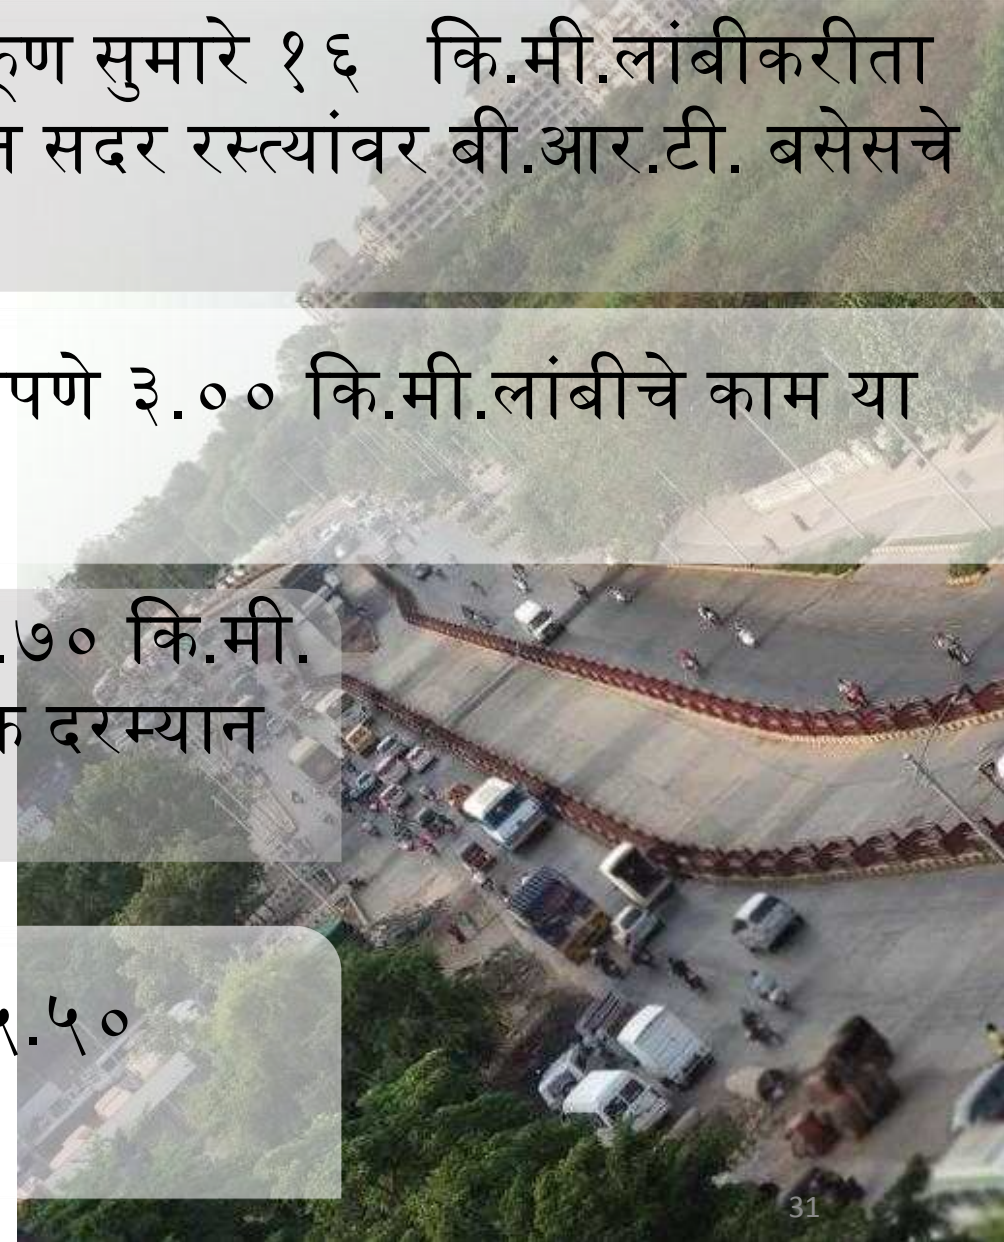 सुमारे १६ कि.मी.लांबीकरीता
सदर रस्त्यांवर बी.आर.टी. बसेसचे
पणे ३.०० कि.मी.लांबीचे काम या
.७० कि.मी.
दरम्यान
.५०
31